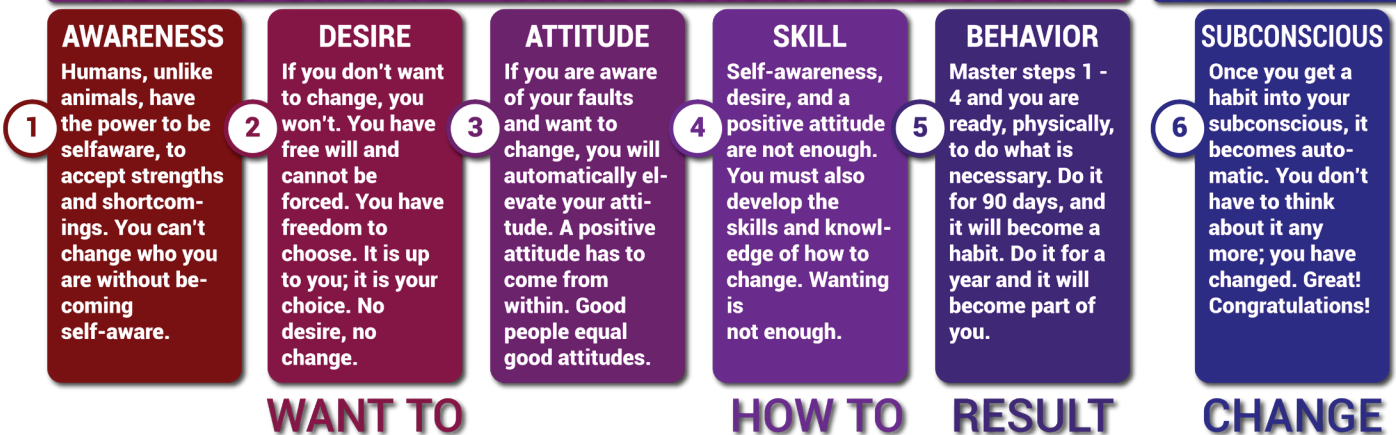 AWARENESS
Humans, unlike
animals, have
the power to be
selfaware, to
accept strengths
and shortcom-
ings. You can't
change who you
are without be-
coming
self-aware.
1
DESIRE
If you don't want
to change, you
won't. You have
free will and
cannot be
forced. You have
freedom to
choose. It is up
to you; it is your
choice. No
desire, no
change.
2
ATTITUDE
If you are aware
of your faults
and want to
change, you will
automatically el-
evate your atti-
tude. A positive
attitude has to
come from
within. Good
people equal
good attitudes.
3
SKILL
Self-awareness,
desire, and a
positive attitude
are not enough.
You must also
develop the
skills and knowl-
edge of how to
change. Wanting
is
not enough.
4
BEHAVIOR
Master steps 1 -
4 and you are
ready, physically,
to do what is
necessary. Do it
for 90 days, and
it will become a
habit. Do it for a
year and it will
become part of
you.
5
SUBCONSCIOUS
Once you get a
habit into your
subconscious, it
becomes auto-
matic. You don't
have to think
about it any
more; you have
changed. Great!
Congratulations!
6
WANT TO
HOW TO
RESULT
CHANGE